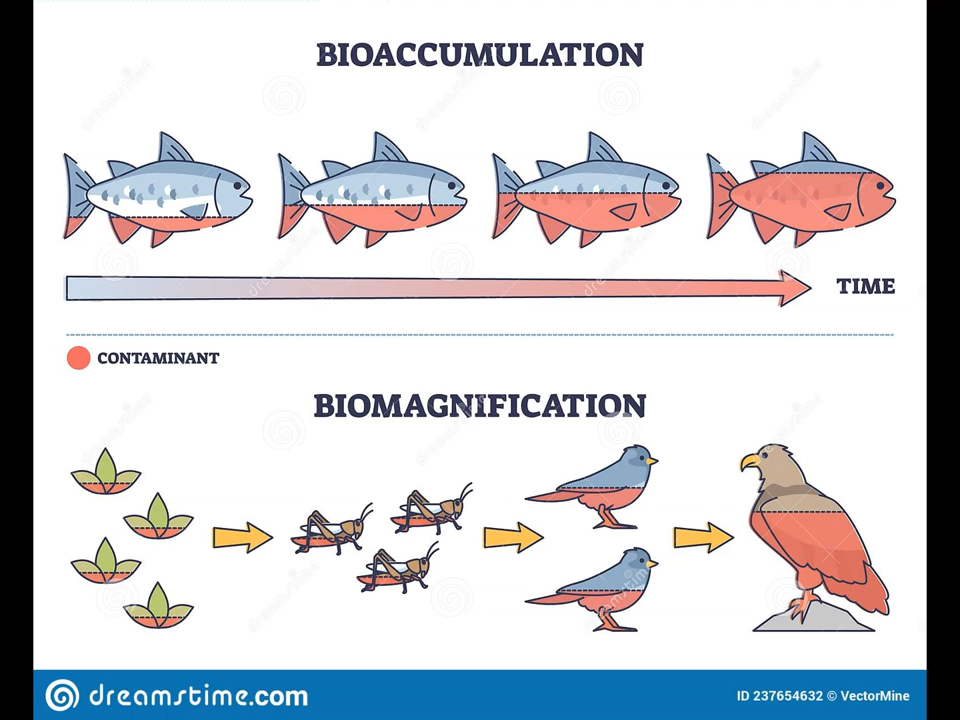 BIOACCUMULATION
TIME
CONTAMINANT
BIOMAGNIFICATION
dreamstime.com
ID 237654632 © VectorMine